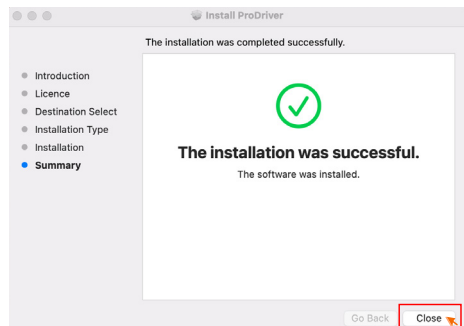 Install ProDriver
The installation was completed successfully.
Introduction
Licence
Destination Select
Installation Type
Installation
Summary
The installation was successful.
The software was installed.
Go Back
Close